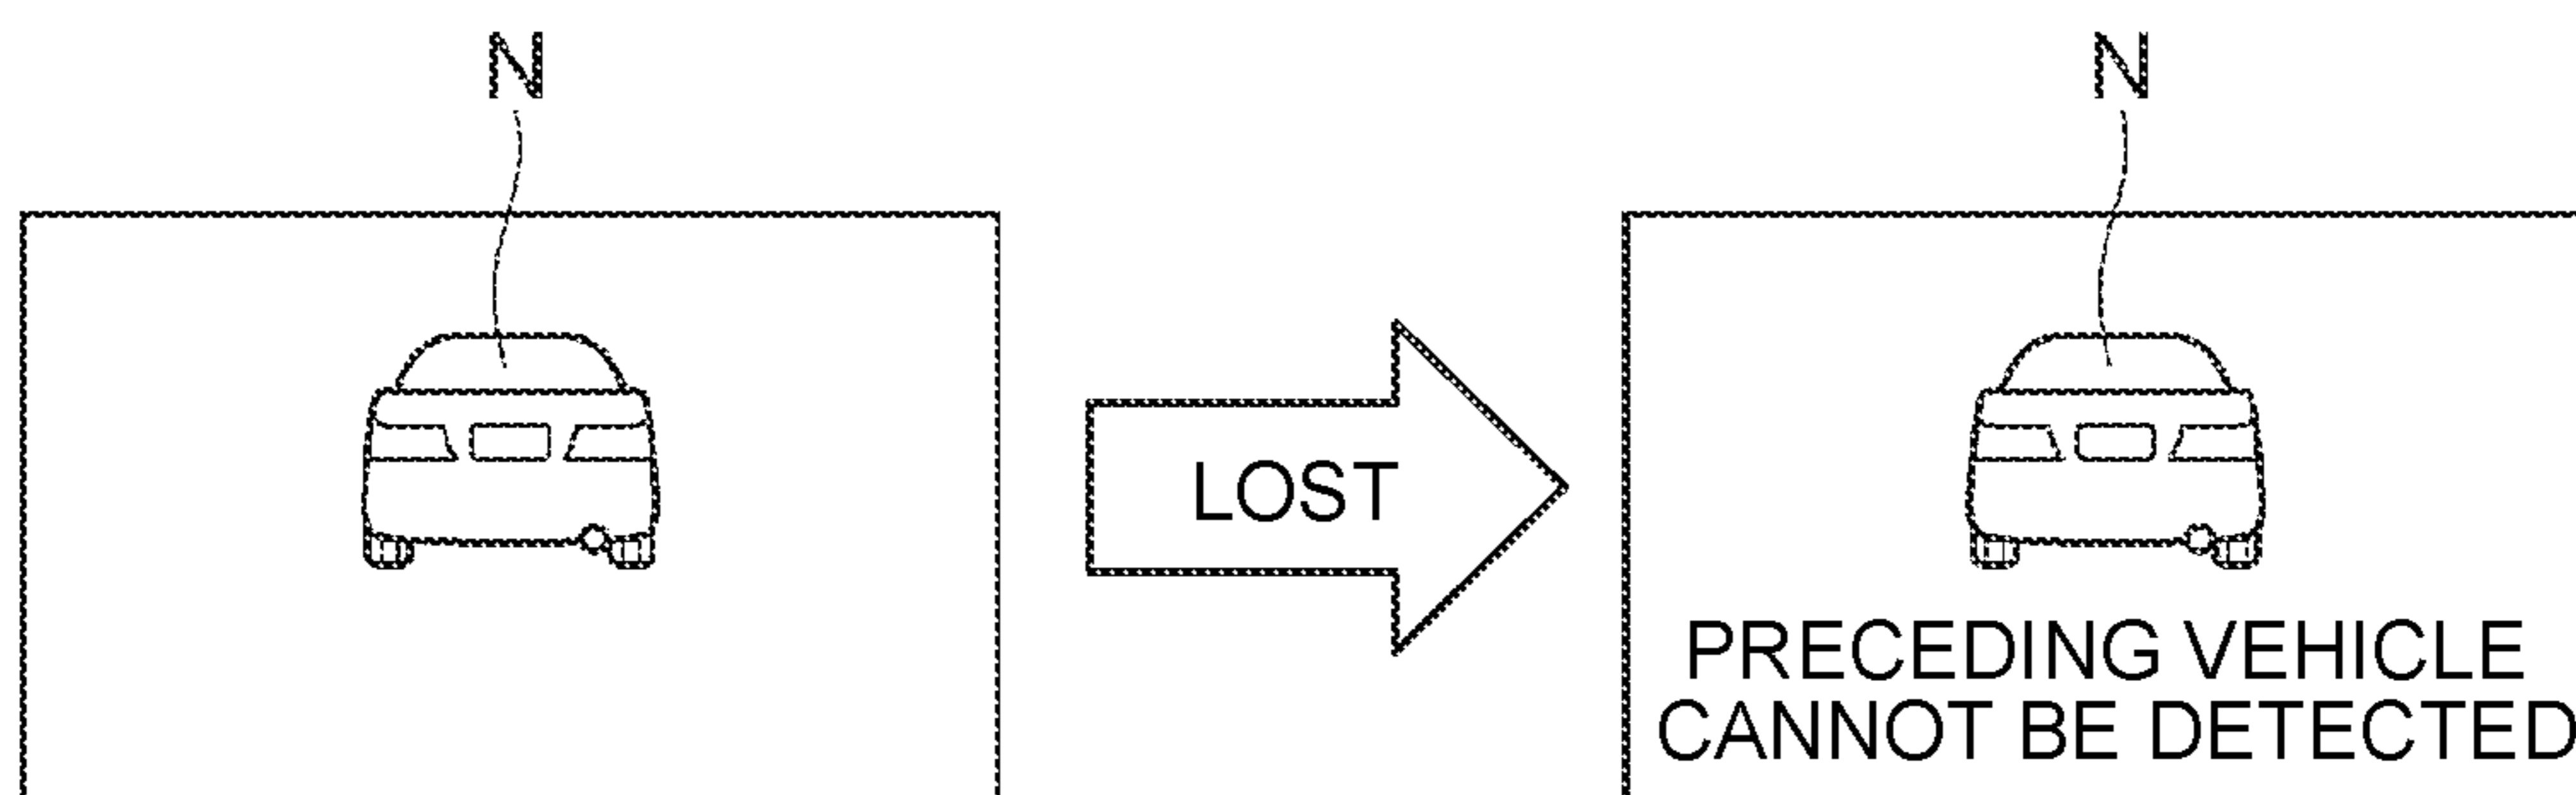 N
N
LOST
PRECEDING VEHICLE
CANNOT BE DETECTED